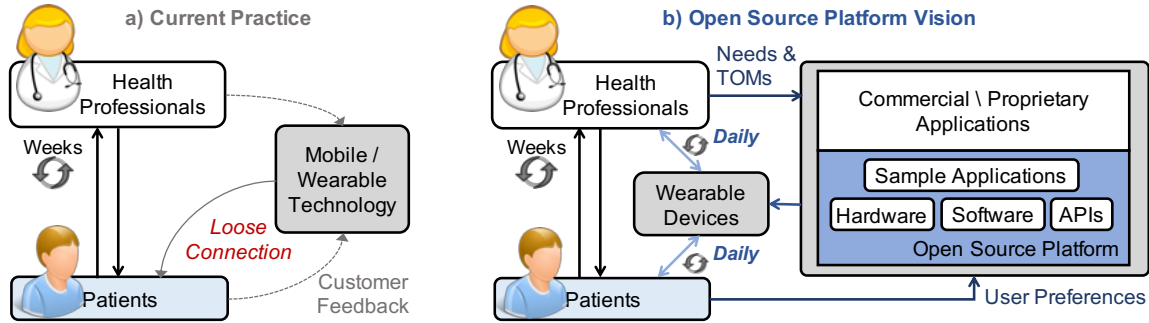 a) Current Practice
Health
Professionals
Weeks
Mobile /
Wearable
Technology
Loose
Connection
Customer
Feedback
Patients
b) Open Source Platform Vision
Needs &
TOMs
Health
Professionals
Weeks
Daily
Wearable
Devices
Daily
Patients
Commercial \ Proprietary
Applications
Sample Applications
Hardware
Software
APIs
Open Source Platform
User Preferences